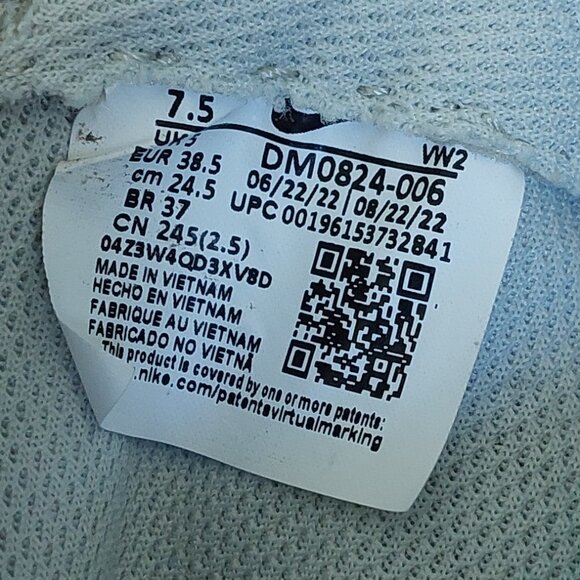 7.5
VW2
UK 5
DM0824-006
EUR 38.5
06/22/22 | 08/22/22
cm 24.5
UPC 00196153732841
BR 37
CN 245(2.5)
04Z3W4QD3XV8D
MADE IN VIETNAM
HECHO EN VIETNAM
FABRIQUE AU VIETNAM
FABRICADO NO VIETNÃ
This product is covered by one or more patents:
.nike.com/patentsvirtualmarking